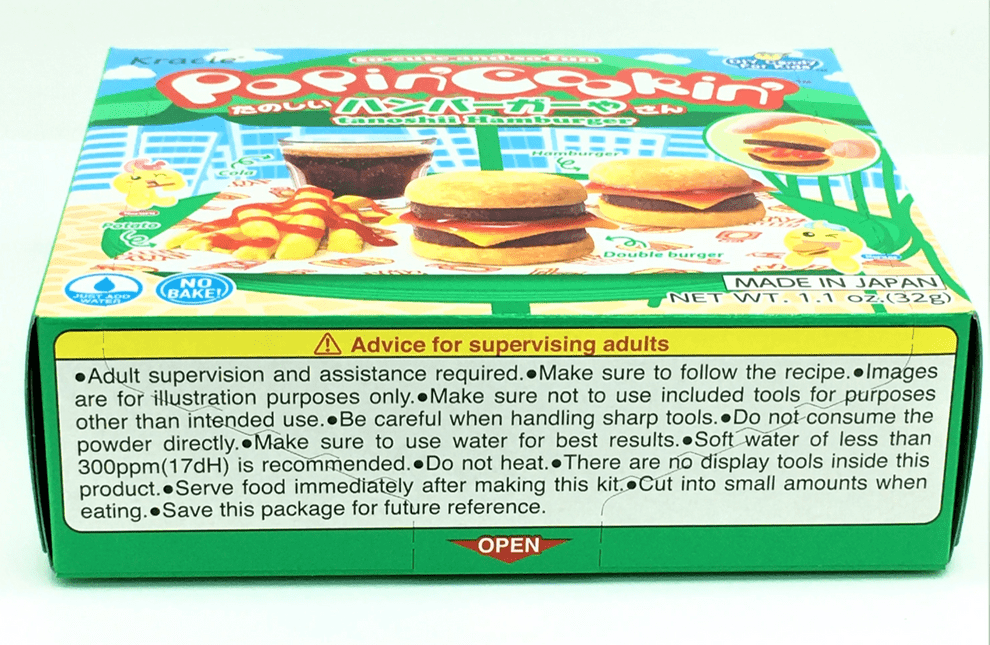 Kracie
so cute and so fun
DIY Candy
For Kids
Popin' Cookin'
たのしい ハンバーガーや さん
tanoshii Hamburger
Hamburger
Cola
Potato
Double burger
JUST ADD
WATER
NO
BAKE!
MADE IN JAPAN
NET WT. 1.1 oz.(32g)
⚠ Advice for supervising adults
●Adult supervision and assistance required.●Make sure to follow the recipe.●Images
are for illustration purposes only.●Make sure not to use included tools for purposes
other than intended use.●Be careful when handling sharp tools.●Do not consume the
powder directly.●Make sure to use water for best results.●Soft water of less than
300ppm(17dH) is recommended.●Do not heat.●There are no display tools inside this
product.●Serve food immediately after making this kit.●Cut into small amounts when
eating.●Save this package for future reference.
OPEN